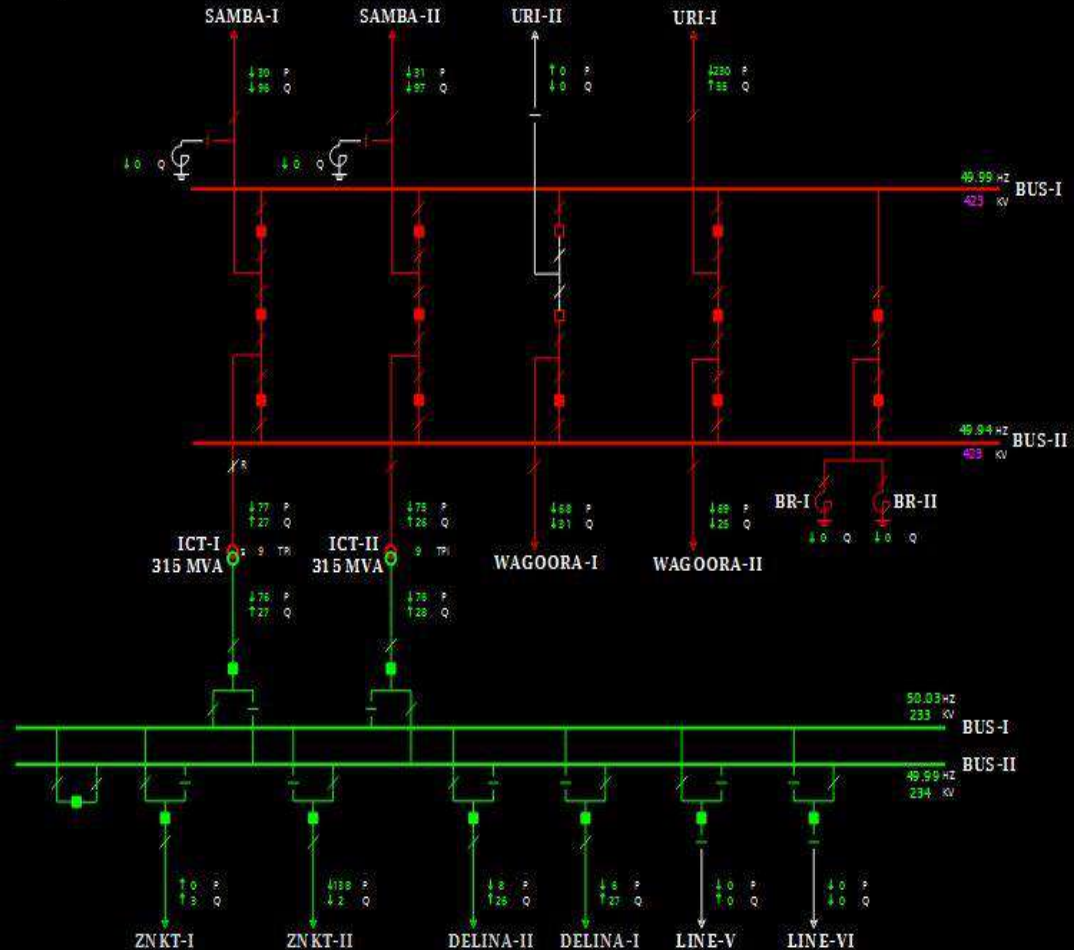 SAMBA-I SAMBA-II URI-II URI-I
↓30 P ↓31 P ↑0 P ↓230 P
↓96 Q ↓97 Q ↓0 Q Q
↓0 Q ↓0 Q
49.99 HZ
BUS-I
423 KV
49.94 HZ
BUS-II
KV
R
BR-I BR-II
↓77 P ↓75 P ↓68 P ↓69 P
↑27 Q ↑26 Q ↓31 Q ↓25 Q
↓0 Q ↓0 Q
ICT-I 9 TPI ICT-II 9 TPI
315 MVA 315 MVA WAGOORA-I WAGOORA-II
↓76 P ↓76 P
↑27 Q ↑28 Q
50.03 HZ
233 KV
BUS-I
BUS-II
49.99 HZ
234 KV
↑0 P ↓138 P ↓8 P ↓6 P ↓0 P ↓0 P
↑3 Q ↓2 Q ↑26 Q ↑27 Q ↑0 Q ↓0 Q
ZNKT-I ZNKT-II DELINA-II DELINA-I LINE-V LINE-VI